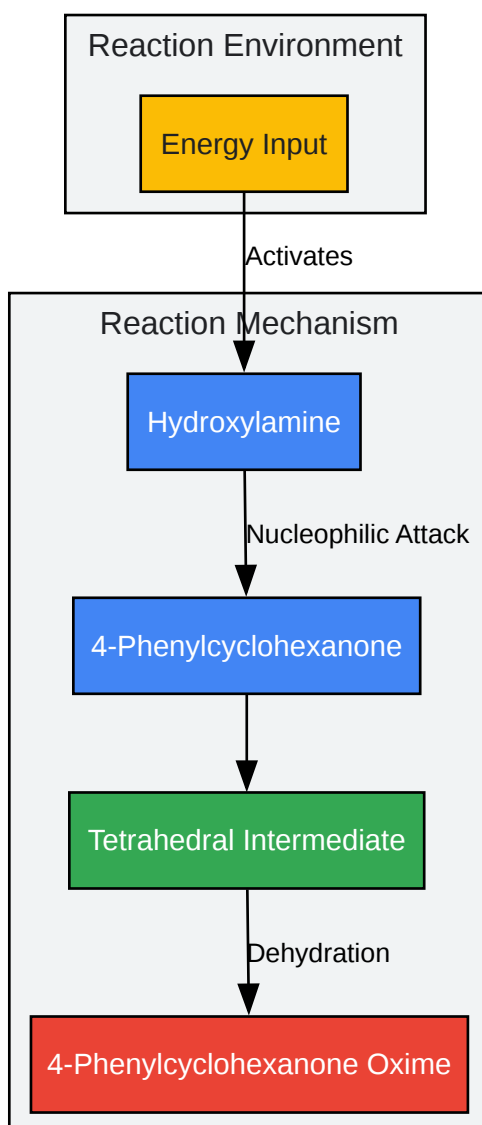 Reaction Environment
Energy Input
Activates
Reaction Mechanism
Hydroxylamine
Nucleophilic Attack
4-Phenylcyclohexanone
Tetrahedral Intermediate
Dehydration
4-Phenylcyclohexanone Oxime